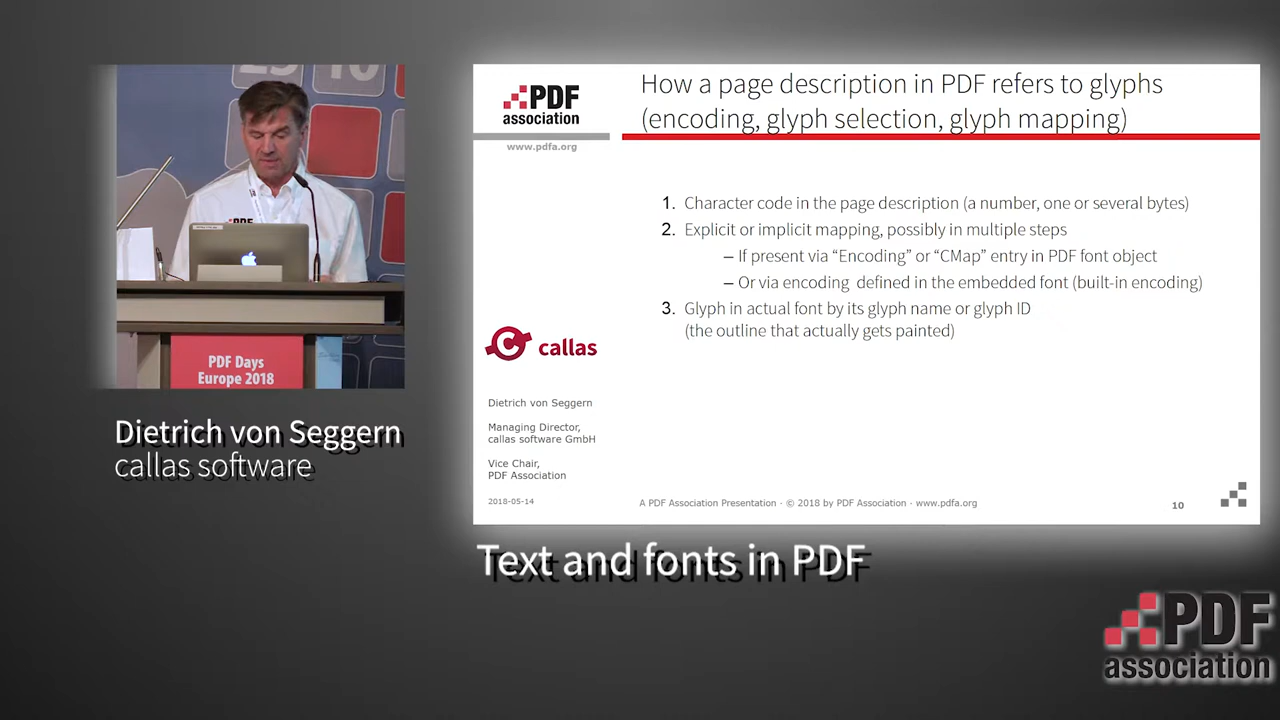 PDF Days
Europe 2018
Dietrich von Seggern
callas software
PDF
association
www.pdfa.org
How a page description in PDF refers to glyphs
(encoding, glyph selection, glyph mapping)
1. Character code in the page description (a number, one or several bytes)
2. Explicit or implicit mapping, possibly in multiple steps
– If present via “Encoding” or “CMap” entry in PDF font object
– Or via encoding defined in the embedded font (built-in encoding)
3. Glyph in actual font by its glyph name or glyph ID
(the outline that actually gets painted)
callas
Dietrich von Seggern
Managing Director,
callas software GmbH
Vice Chair,
PDF Association
2018-05-14
A PDF Association Presentation · © 2018 by PDF Association · www.pdfa.org
10
Text and fonts in PDF
PDF
association